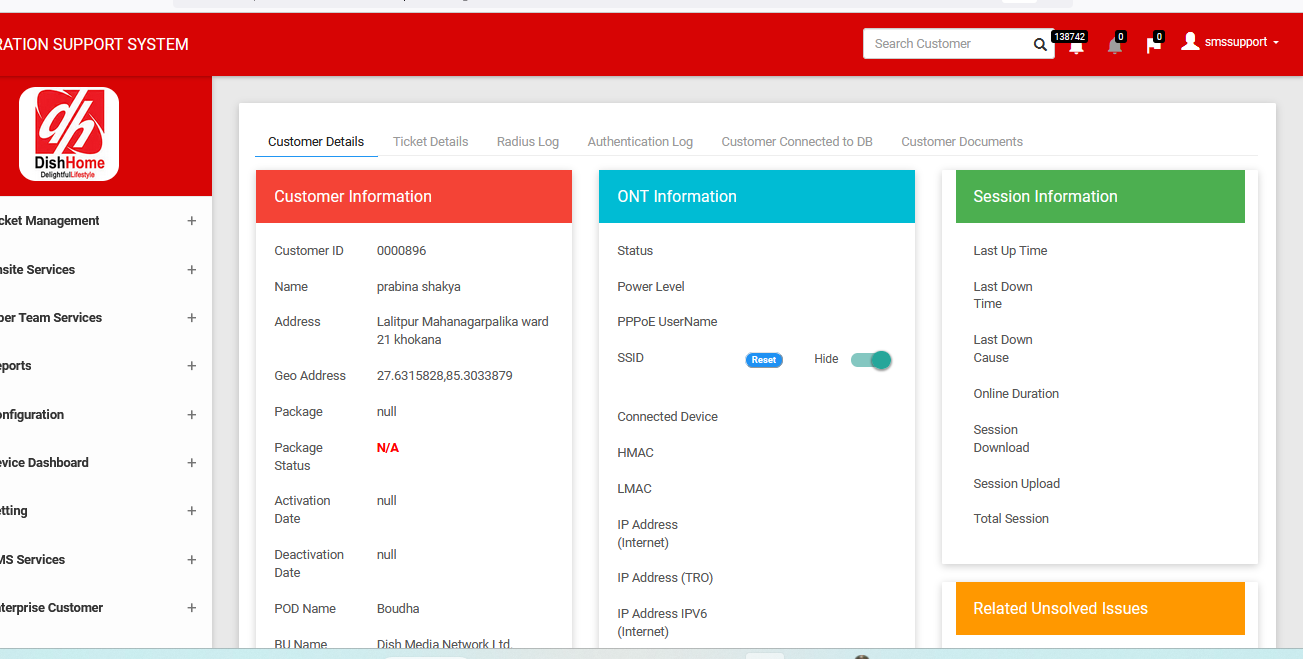 RATION SUPPORT SYSTEM
Search Customer
138742
0
0
smssupport
dh
DishHome
DelightfulLifestyle
cket Management +
nsite Services +
ber Team Services +
eports +
onfiguration +
evice Dashboard +
etting +
MS Services +
nterprise Customer +
Customer Details Ticket Details Radius Log Authentication Log Customer Connected to DB Customer Documents
Customer Information
Customer ID 0000896
Name prabina shakya
Address Lalitpur Mahanagarpalika ward
21 khokana
Geo Address 27.6315828,85.3033879
Package null
Package N/A
Status
Activation null
Date
Deactivation null
Date
POD Name Boudha
BU Name Dish Media Network Ltd.
ONT Information
Status
Power Level
PPPoE UserName
SSID Reset Hide
Connected Device
HMAC
LMAC
IP Address
(Internet)
IP Address (TRO)
IP Address IPV6
(Internet)
Session Information
Last Up Time
Last Down
Time
Last Down
Cause
Online Duration
Session
Download
Session Upload
Total Session
Related Unsolved Issues